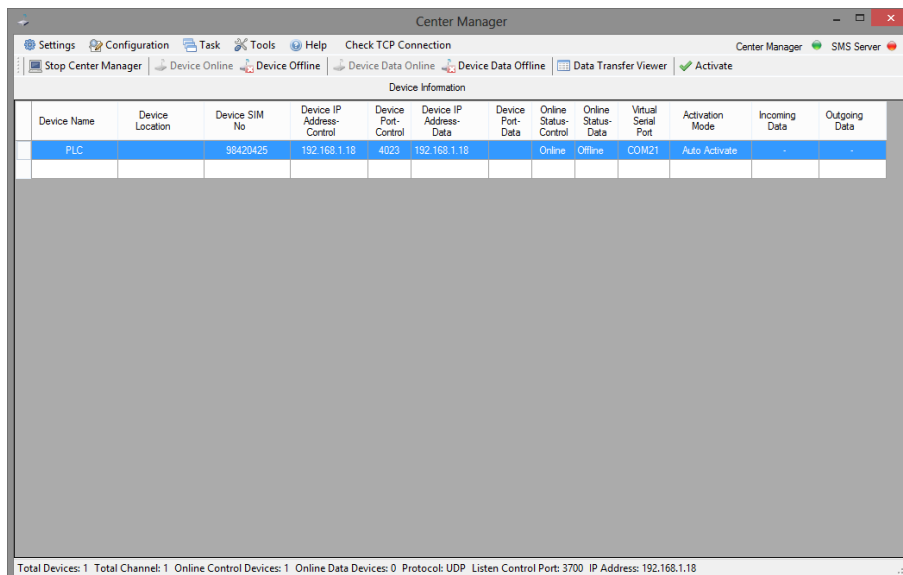 Center Manager
Settings Configuration Task Tools Help Check TCP Connection Center Manager SMS Server
Stop Center Manager Device Online Device Offline Device Data Online Device Data Offline Data Transfer Viewer Activate
Device Information
Device Name Device Location Device SIM No Device IP Address-Control Device Port-Control Device IP Address-Data Device Port-Data Online Status-Control Online Status-Data Virtual Serial Port Activation Mode Incoming Data Outgoing Data
PLC 98420425 192.168.1.18 4023 192.168.1.18 Online Offline COM21 Auto Activate - -
Total Devices: 1 Total Channel: 1 Online Control Devices: 1 Online Data Devices: 0 Protocol: UDP Listen Control Port: 3700 IP Address: 192.168.1.18